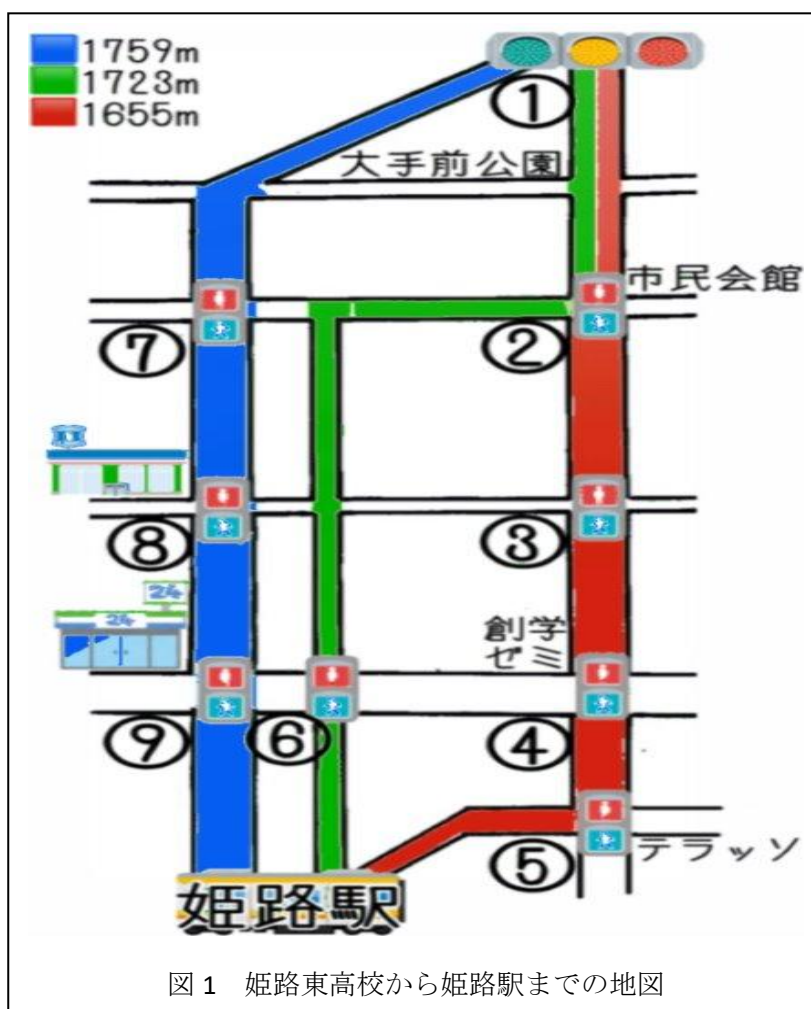 1759m
1723m
1655m
①
大手前公園
市民会館
⑦
②
⑧
③
24
24
創学
ゼミ
⑨
⑥
④
⑤
テラッソ
姫路駅
図 1 姫路東高校から姫路駅までの地図